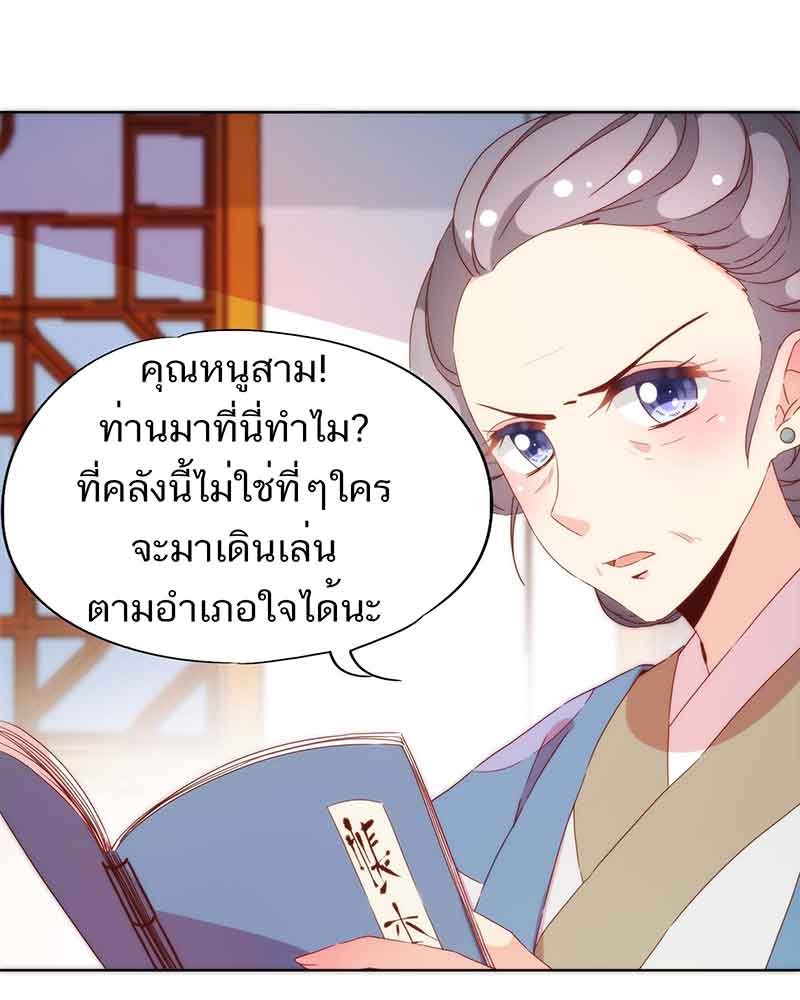 คุณหนูสาม!
ท่านมาที่นี่ทำไม?
ที่คลังนี้ไม่ใช่ที่ๆใคร
จะมาเดินเล่น
ตามอำเภอใจได้นะ
帳本